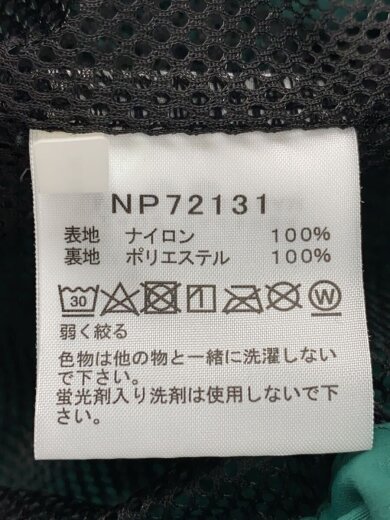 NP72131
表地 ナイロン 100%
裏地 ポリエステル 100%
30 W
弱く絞る
色物は他の物と一緒に洗濯しない
で下さい。
蛍光剤入り洗剤は使用しないで下
さい。